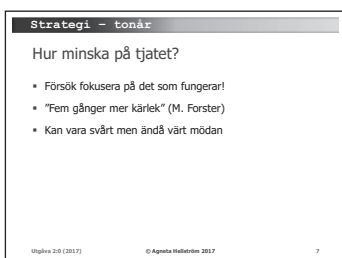 Strategi – tonår
Hur minska på tjatet?
▪ Försök fokusera på det som fungerar!
▪ ”Fem gånger mer kärlek” (M. Forster)
▪ Kan vara svårt men ändå värt mödan
Utgåva 2:0 (2017) © Agneta Hellström 2017 7